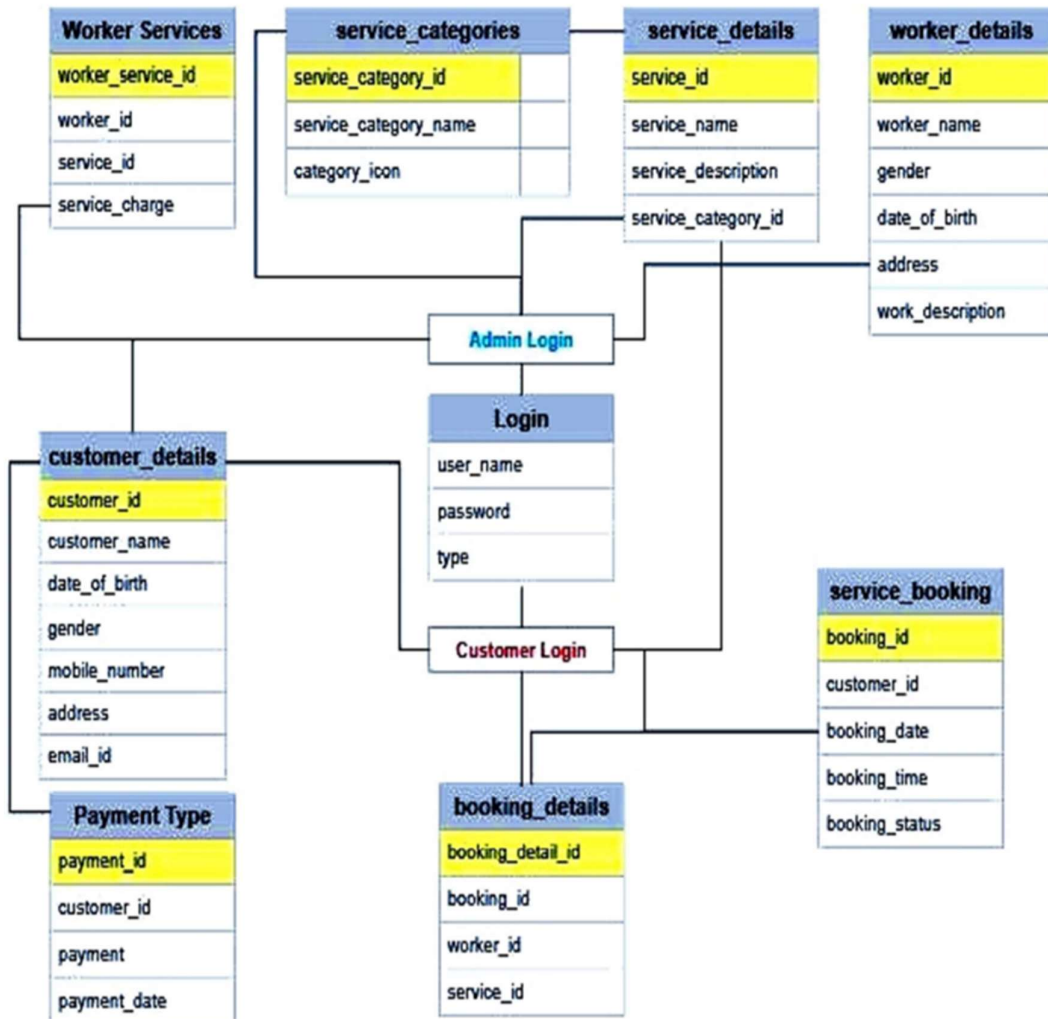 Worker Services
worker_service_id
worker_id
service_id
service_charge
service_categories
service_category_id
service_category_name
category_icon
service_details
service_id
service_name
service_description
service_category_id
worker_details
worker_id
worker_name
gender
date_of_birth
address
work_description
Admin Login
Login
user_name
password
type
Customer Login
customer_details
customer_id
customer_name
date_of_birth
gender
mobile_number
address
email_id
service_booking
booking_id
customer_id
booking_date
booking_time
booking_status
Payment Type
payment_id
customer_id
payment
payment_date
booking_details
booking_detail_id
booking_id
worker_id
service_id